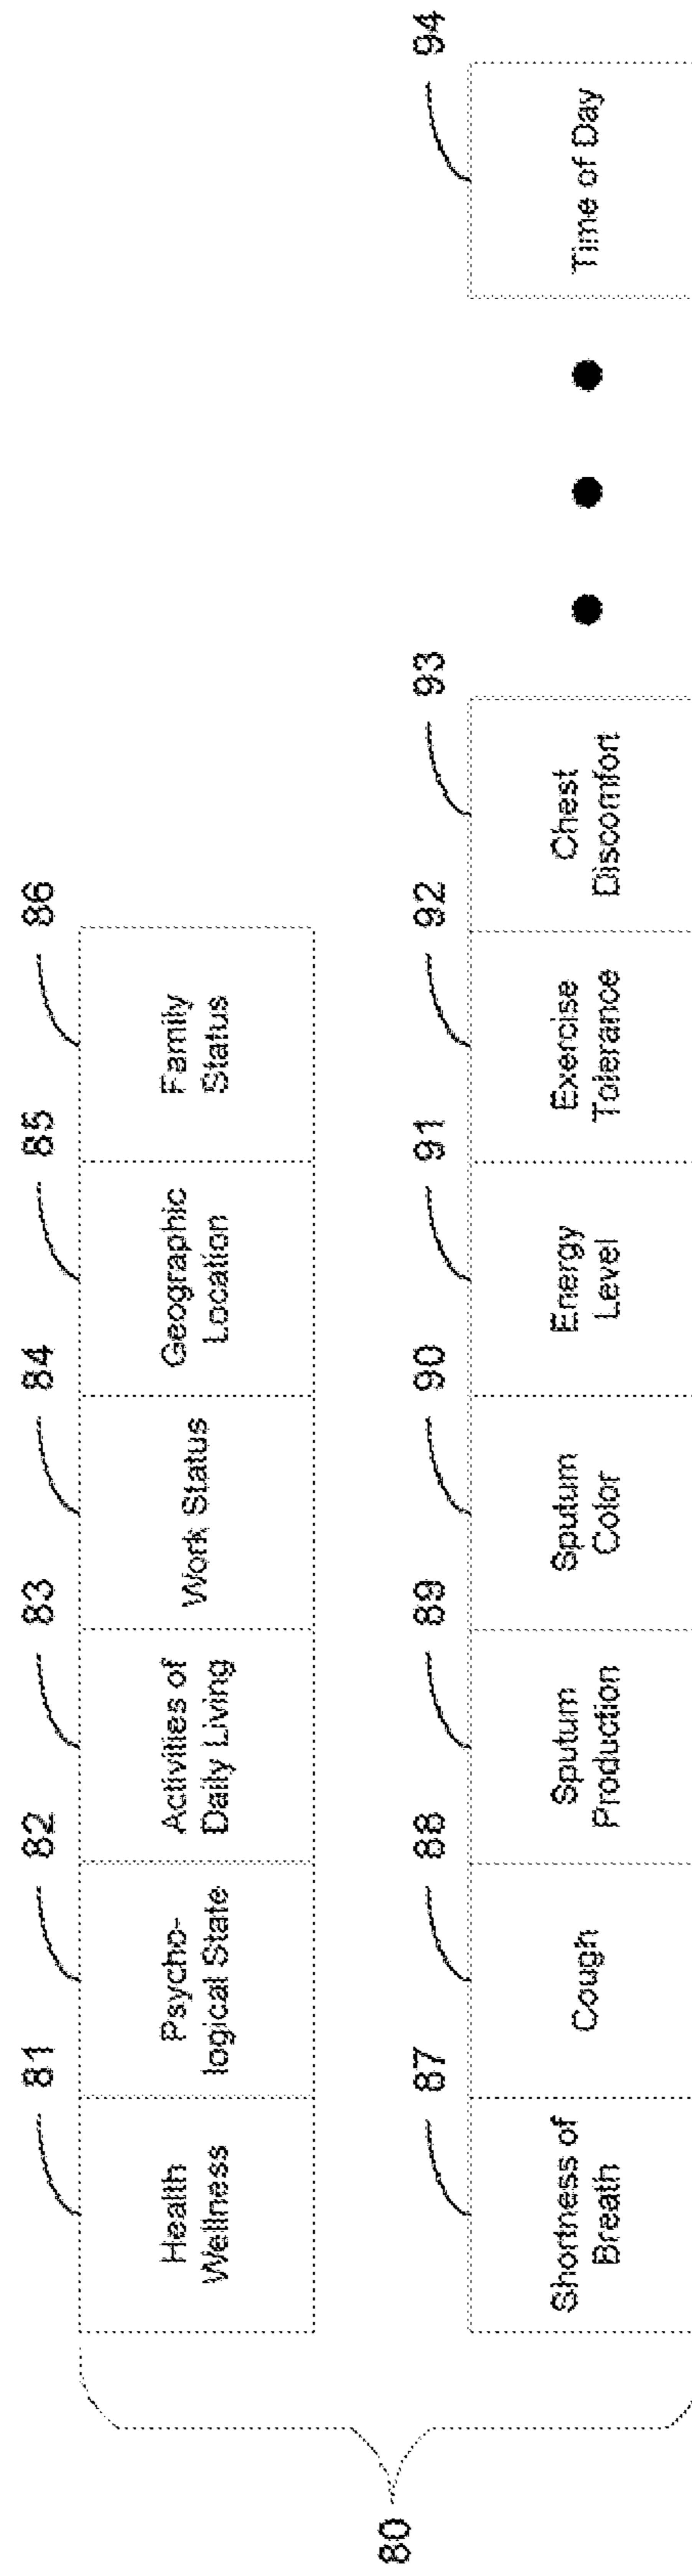 81
82
83
84
85
86
Health
Wellness
Psycho-
logical State
Activities of
Daily Living
Work Status
Geographic
Location
Family
Status
80
87
88
89
90
91
92
93
94
Shortness of
Breath
Cough
Sputum
Production
Sputum
Color
Energy
Level
Exercise
Tolerance
Chest
Discomfort
Time of Day